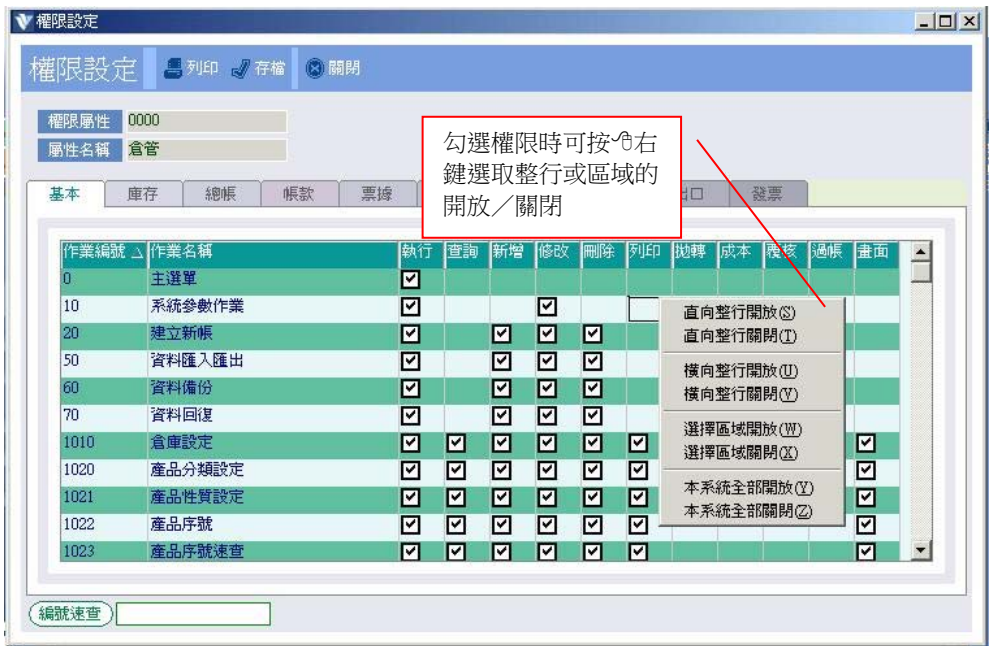 權限設定
權限設定 列印 存檔 關閉
權限屬性 0000
屬性名稱 倉管
勾選權限時可按右
鍵選取整行或區域的
開放／關閉
基本 庫存 總帳 帳款 票據 出口 發票
作業編號 作業名稱 執行 查詢 新增 修改 刪除 列印 拋轉 成本 覆核 過帳 畫面
0 主選單
10 系統參數作業
20 建立新帳
50 資料匯入匯出
60 資料備份
70 資料回復
1010 倉庫設定
1020 產品分類設定
1021 產品性質設定
1022 產品序號
1023 產品序號速查
直向整行開放(S)
直向整行關閉(T)
橫向整行開放(U)
橫向整行關閉(V)
選擇區域開放(W)
選擇區域關閉(X)
本系統全部開放(Y)
本系統全部關閉(Z)
編號速查